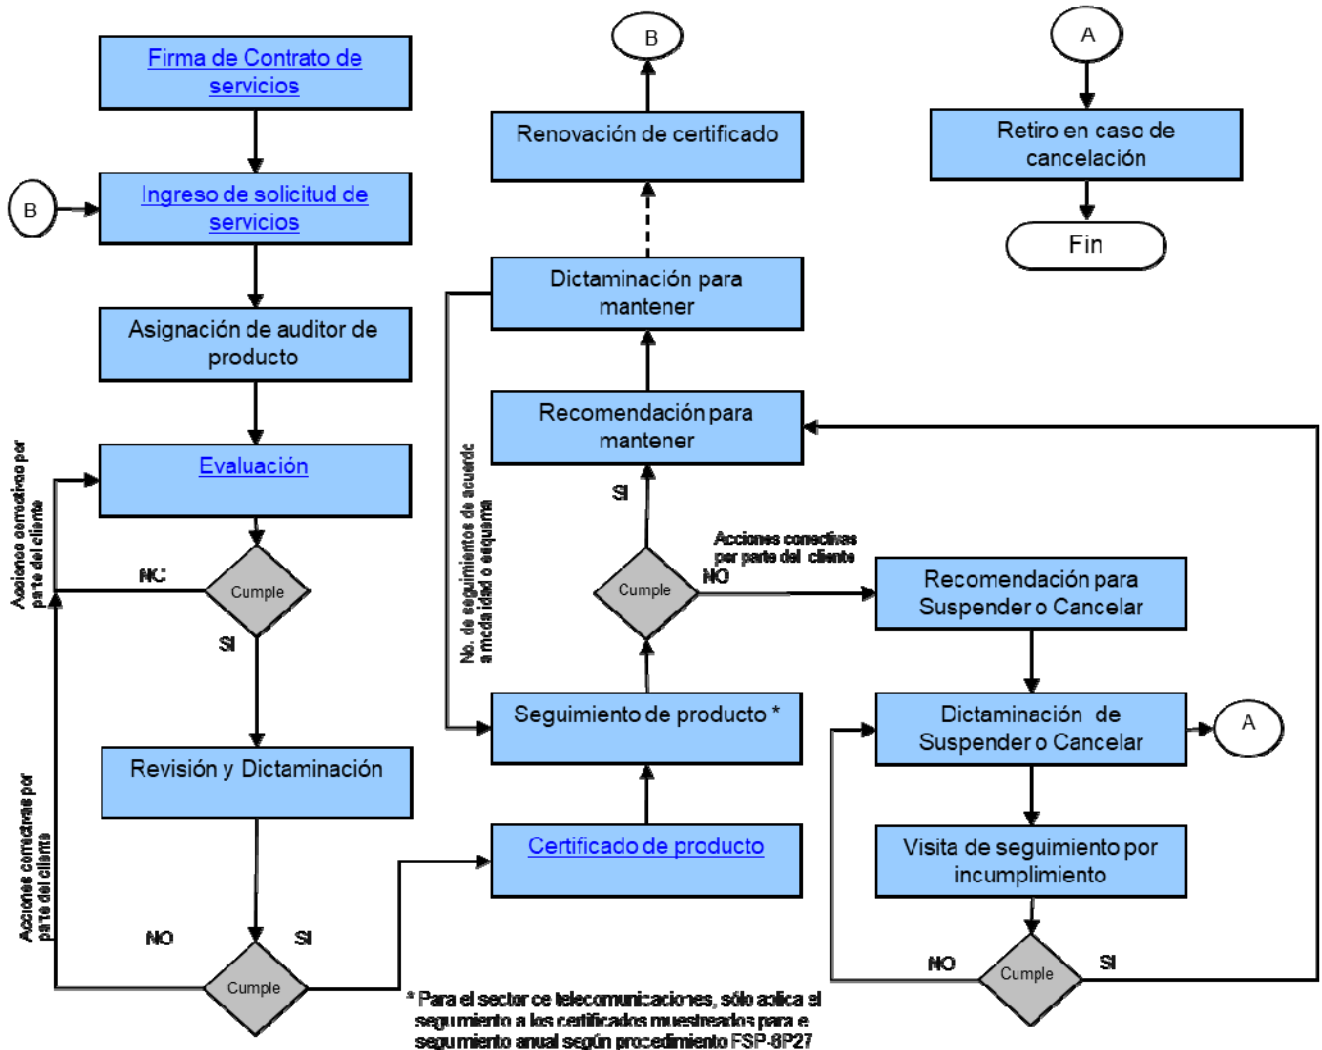 Firma de Contrato de
servicios
B
Ingreso de solicitud de
servicios
Asignación de auditor de
producto
Evaluación
Acciones correctivas por
parte del cliente
NO
Cumple
SI
Revisión y Dictaminación
Acciones correctivas por
parte del cliente
NO
SI
Cumple
B
Renovación de certificado
Dictaminación para
mantener
Recomendación para
mantener
No. de seguimientos de acuerdo
a modalidad o esquema
SI
Cumple
NO
Acciones correctivas
por parte del cliente
Seguimiento de producto *
Certificado de producto
A
Retiro en caso de
cancelación
Fin
Recomendación para
Suspender o Cancelar
Dictaminación de
Suspender o Cancelar
A
Visita de seguimiento por
incumplimiento
NO
Cumple
SI
* Para el sector de telecomunicaciones, sólo aplica el
seguimiento a los certificados muestreados para e
seguimiento anual según procedimiento FSP-8P27